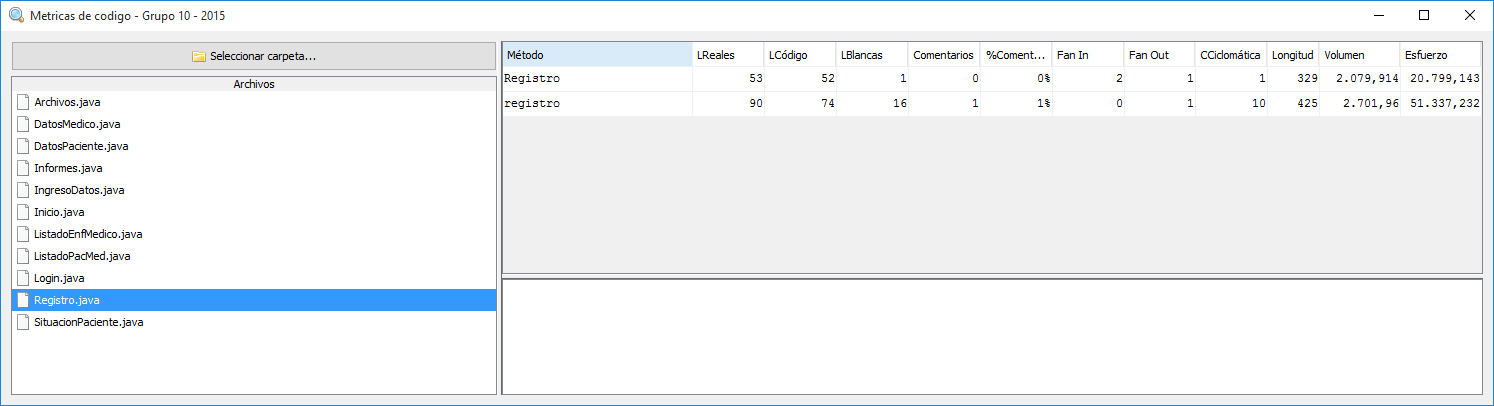 Metricas de codigo - Grupo 10 - 2015
Seleccionar carpeta...
Archivos
Archivos.java
DatosMedico.java
DatosPaciente.java
Informes.java
IngresoDatos.java
Inicio.java
ListadoEnfMedico.java
ListadoPacMed.java
Login.java
Registro.java
SituacionPaciente.java
Método LReales LCódigo LBlancas Comentarios %Coment... Fan In Fan Out CCiclomática Longitud Volumen Esfuerzo
Registro 53 52 1 0 0% 2 1 1 329 2.079,914 20.799,143
registro 90 74 16 1 1% 0 1 10 425 2.701,96 51.337,232